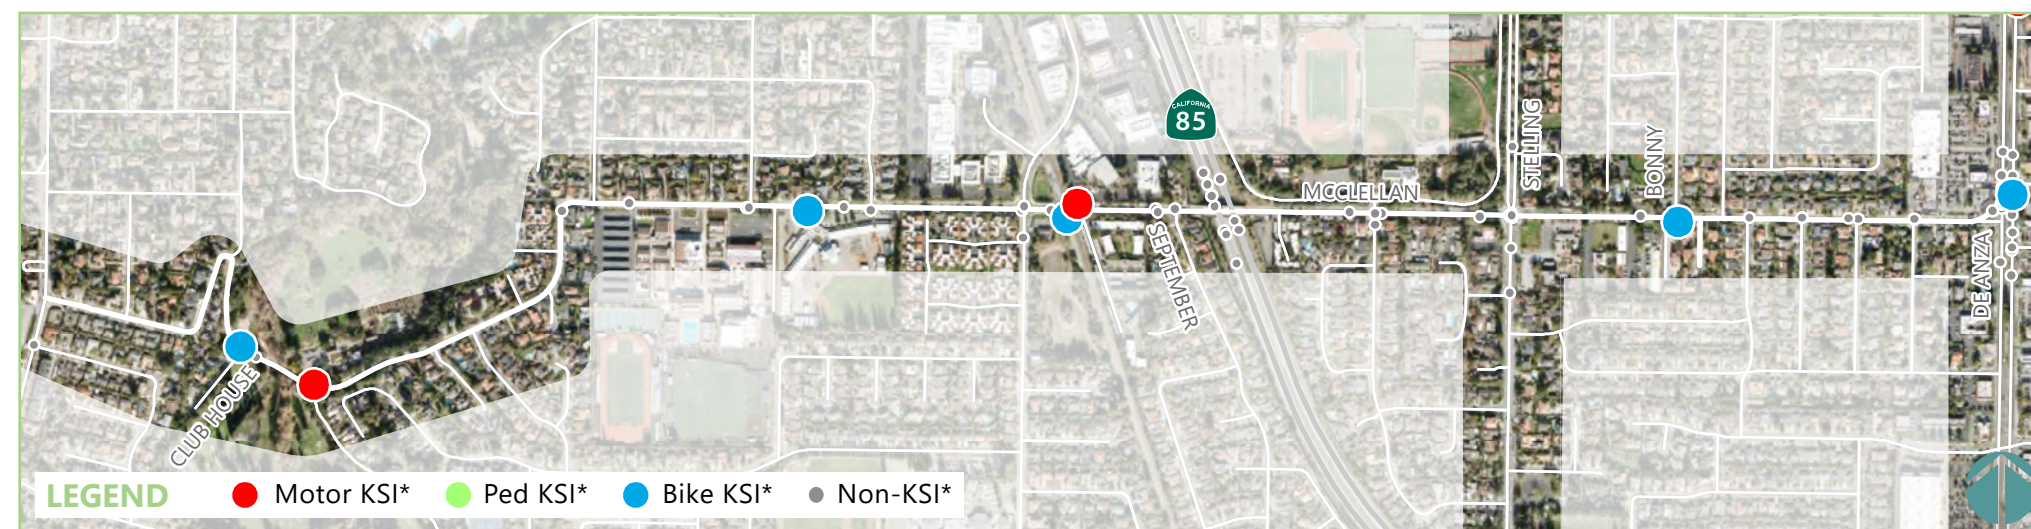 CALIFORNIA
85
MCCLELLAN
STELLING
BONNY
SEPTEMBER
DE ANZA
CLUB HOUSE
LEGEND
Motor KSI*
Ped KSI*
Bike KSI*
Non-KSI*